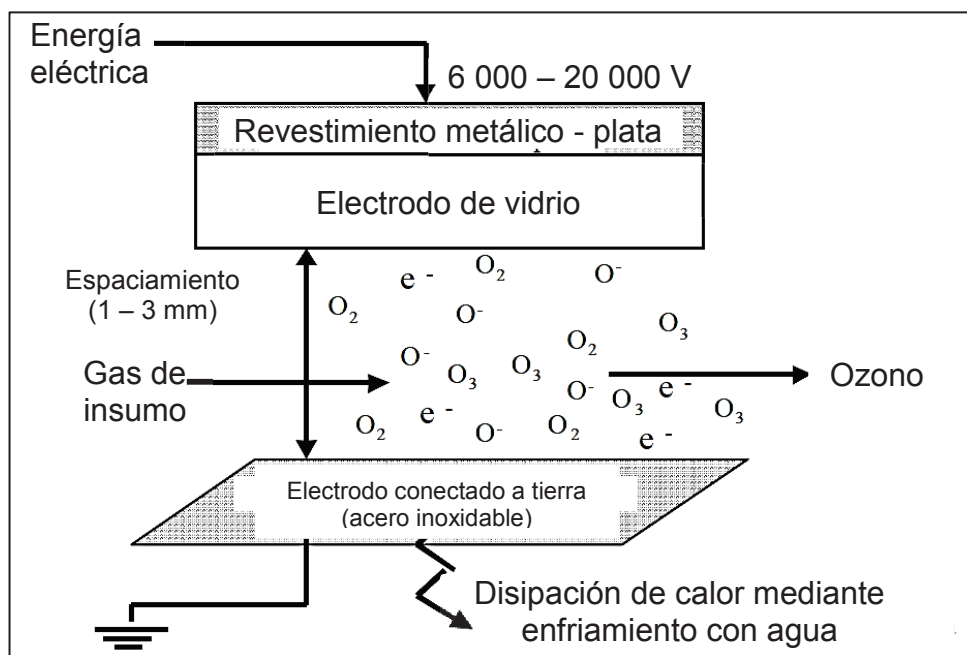 Energía
eléctrica
6 000 – 20 000 V
Revestimiento metálico - plata
Electrodo de vidrio
Espaciamiento
(1 – 3 mm)
e -
O₂
O-
O₂
O-
O₃
O-
O₂
O₃
O₃
O-
O₃
e -
O₃
Gas de
insumo
Ozono
O₂
e -
O-
O₂
e -
Electrodo conectado a tierra
(acero inoxidable)
Disipación de calor mediante
enfriamiento con agua